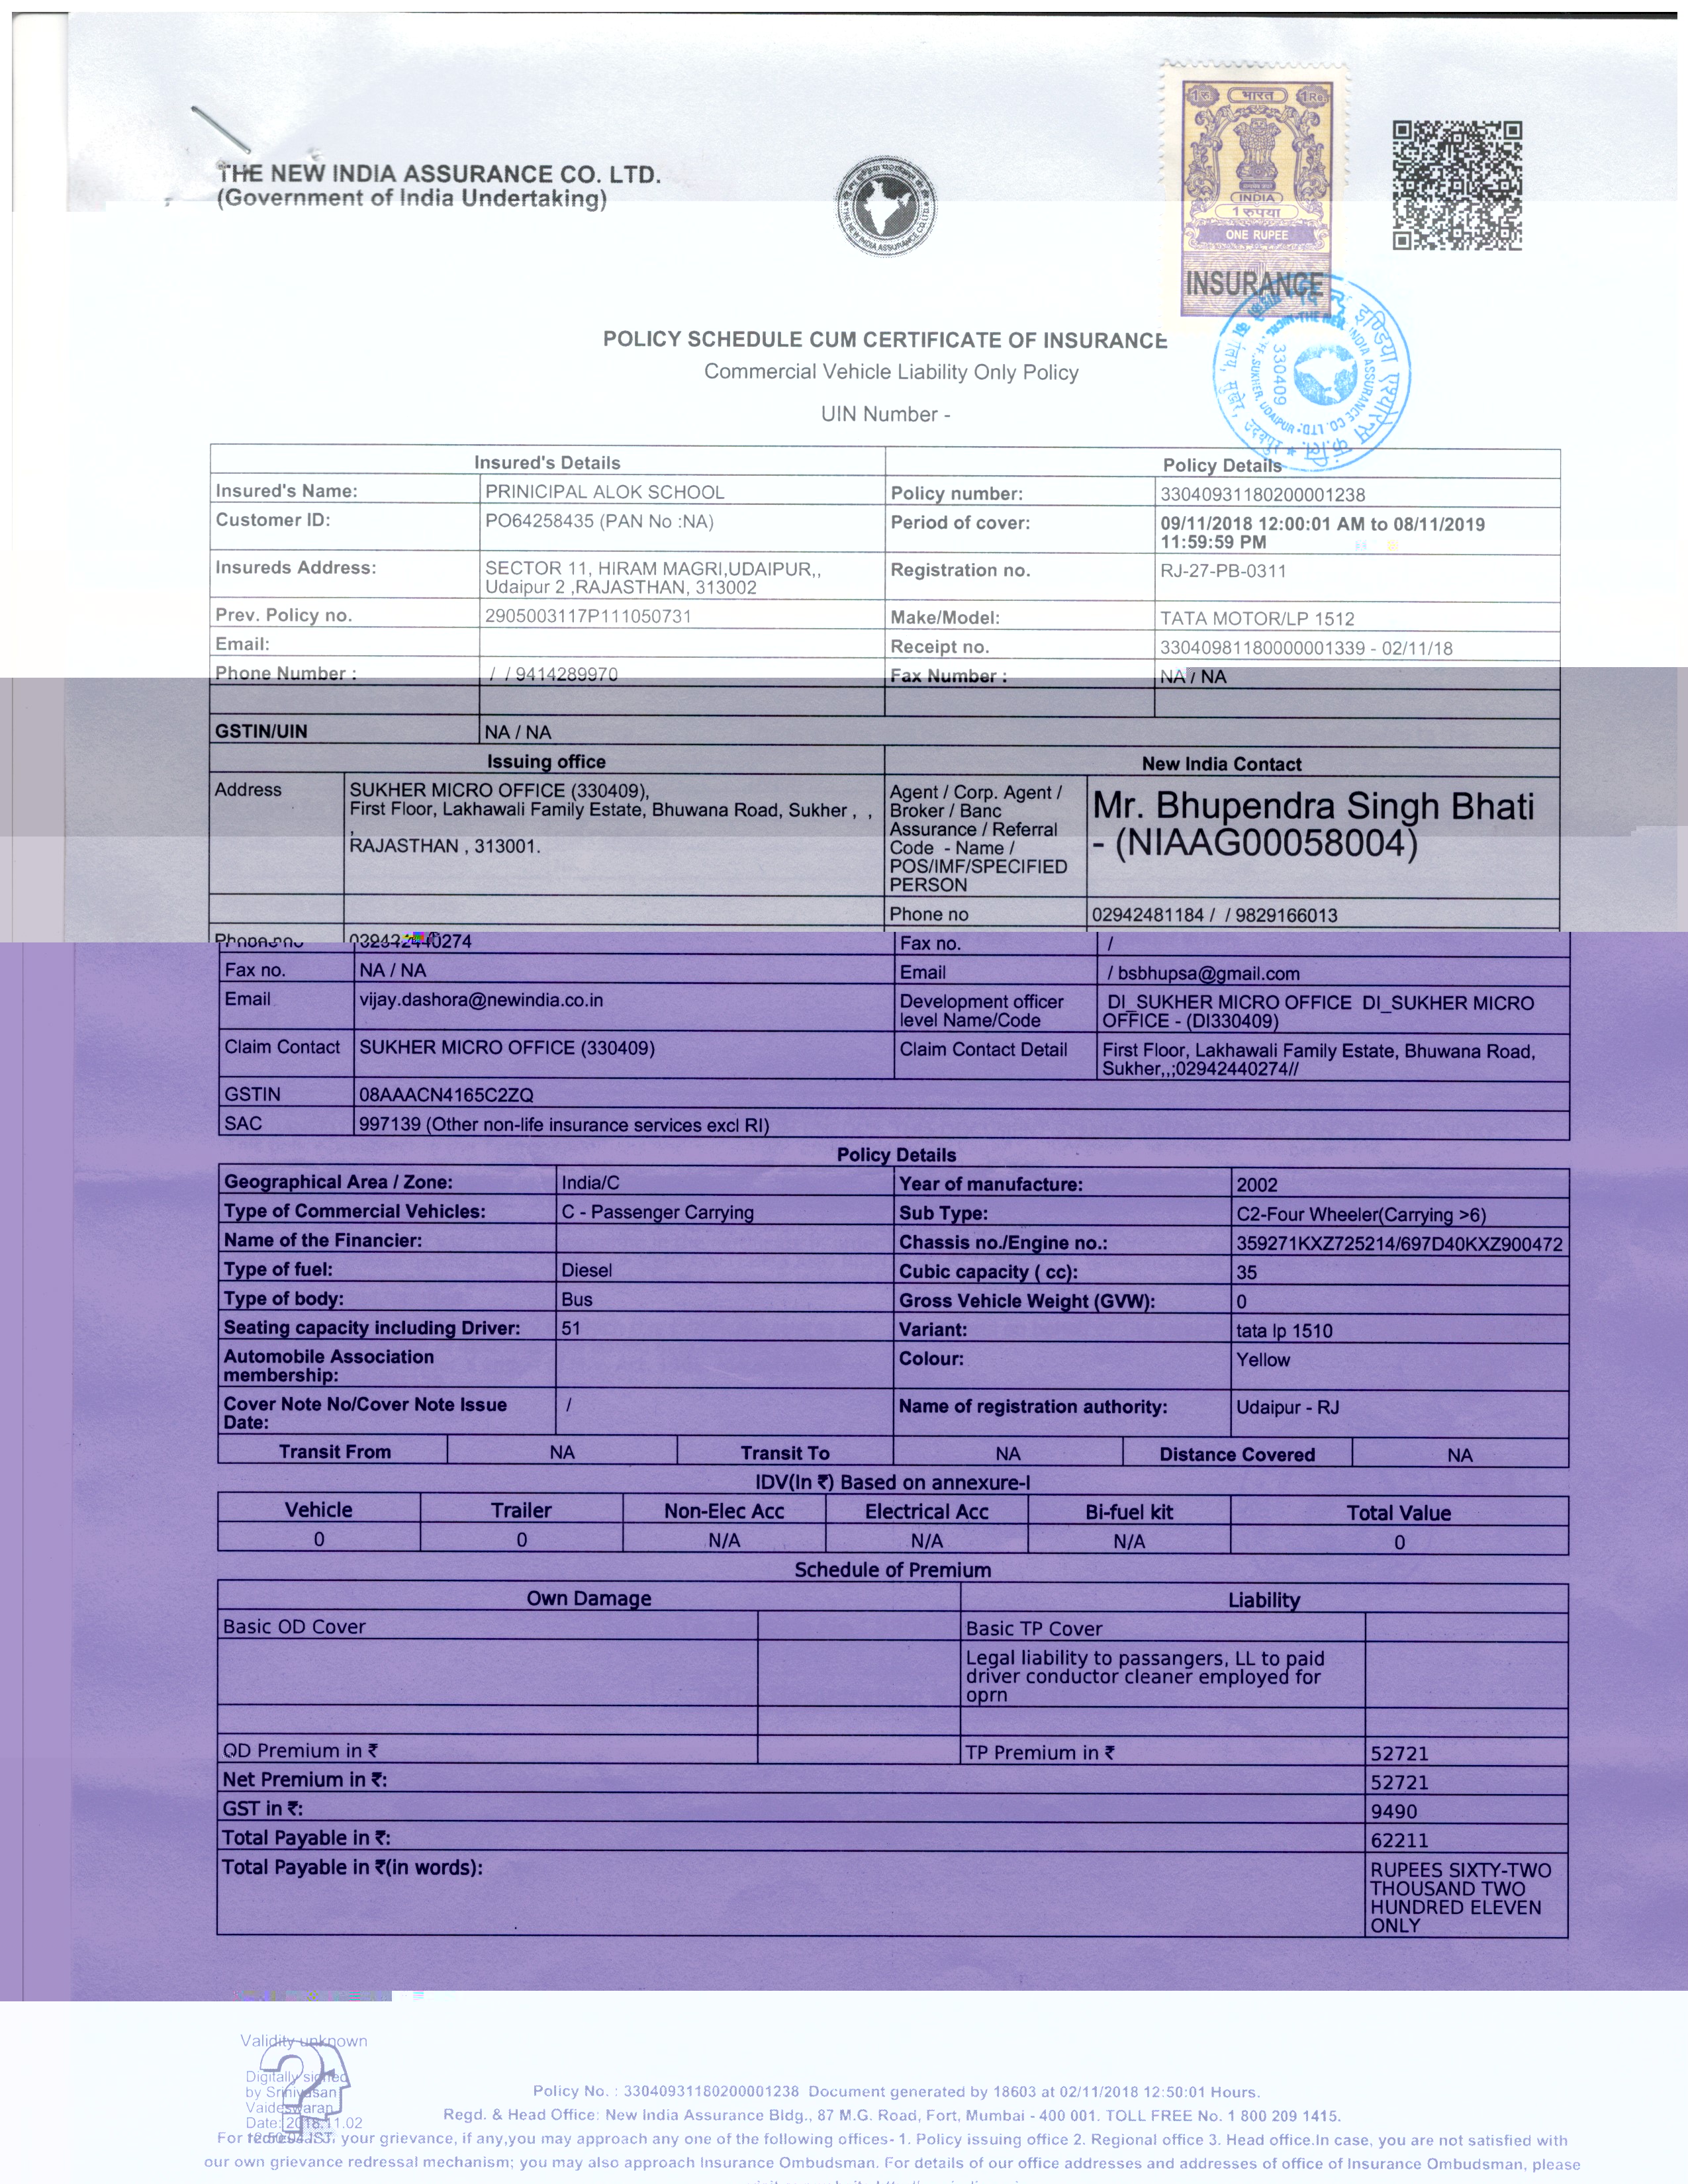 THE NEW INDIA ASSURANCE CO. LTD.
(Government of India Undertaking)
1रु. भारत 1Re.
INDIA
1 रुपया
ONE RUPEE
INSURANCE
330409
POLICY SCHEDULE CUM CERTIFICATE OF INSURANCE
Commercial Vehicle Liability Only Policy
UIN Number -
Insured's Details Policy Details
Insured's Name: PRINICIPAL ALOK SCHOOL Policy number: 33040931180200001238
Customer ID: PO64258435 (PAN No :NA) Period of cover: 09/11/2018 12:00:01 AM to 08/11/2019
11:59:59 PM
Insureds Address: SECTOR 11, HIRAM MAGRI,UDAIPUR,, Registration no. RJ-27-PB-0311
Udaipur 2 ,RAJASTHAN, 313002
Prev. Policy no. 2905003117P111050731 Make/Model: TATA MOTOR/LP 1512
Email: Receipt no. 33040981180000001339 - 02/11/18
Phone Number : / / 9414289970 Fax Number : NA / NA
GSTIN/UIN NA / NA
Issuing office New India Contact
Address SUKHER MICRO OFFICE (330409),
First Floor, Lakhawali Family Estate, Bhuwana Road, Sukher , ,
,
RAJASTHAN , 313001.
Agent / Corp. Agent /
Broker / Banc
Assurance / Referral
Code - Name /
POS/IMF/SPECIFIED
PERSON
Mr. Bhupendra Singh Bhati
- (NIAAG00058004)
Phone no 02942481184 / / 9829166013
Phone no 02942440274 Fax no. /
Fax no. NA / NA Email / bsbhupsa@gmail.com
Email vijay.dashora@newindia.co.in Development officer DI_SUKHER MICRO OFFICE DI_SUKHER MICRO
level Name/Code OFFICE - (DI330409)
Claim Contact SUKHER MICRO OFFICE (330409) Claim Contact Detail First Floor, Lakhawali Family Estate, Bhuwana Road,
Sukher,,;02942440274//
GSTIN 08AAACN4165C2ZQ
SAC 997139 (Other non-life insurance services excl RI)
Policy Details
Geographical Area / Zone: India/C Year of manufacture: 2002
Type of Commercial Vehicles: C - Passenger Carrying Sub Type: C2-Four Wheeler(Carrying >6)
Name of the Financier: Chassis no./Engine no.: 359271KXZ725214/697D40KXZ900472
Type of fuel: Diesel Cubic capacity ( cc): 35
Type of body: Bus Gross Vehicle Weight (GVW): 0
Seating capacity including Driver: 51 Variant: tata lp 1510
Automobile Association Colour: Yellow
membership:
Cover Note No/Cover Note Issue / Name of registration authority: Udaipur - RJ
Date:
Transit From NA Transit To NA Distance Covered NA
IDV(In ₹) Based on annexure-I
Vehicle Trailer Non-Elec Acc Electrical Acc Bi-fuel kit Total Value
0 0 N/A N/A N/A 0
Schedule of Premium
Own Damage Liability
Basic OD Cover Basic TP Cover
Legal liability to passangers, LL to paid
driver conductor cleaner employed for
oprn
OD Premium in ₹ TP Premium in ₹ 52721
Net Premium in ₹: 52721
GST in ₹: 9490
Total Payable in ₹: 62211
Total Payable in ₹(in words): RUPEES SIXTY-TWO
THOUSAND TWO
HUNDRED ELEVEN
ONLY
Validity unknown
Digitally signed
by Srinivasan
Vaideswaran
Date: 2018.11.02
Policy No. : 33040931180200001238 Document generated by 18603 at 02/11/2018 12:50:01 Hours.
Regd. & Head Office: New India Assurance Bldg., 87 M.G. Road, Fort, Mumbai - 400 001. TOLL FREE No. 1 800 209 1415.
For redressal of your grievance, if any,you may approach any one of the following offices- 1. Policy issuing office 2. Regional office 3. Head office.In case, you are not satisfied with
our own grievance redressal mechanism; you may also approach Insurance Ombudsman. For details of our office addresses and addresses of office of Insurance Ombudsman, please